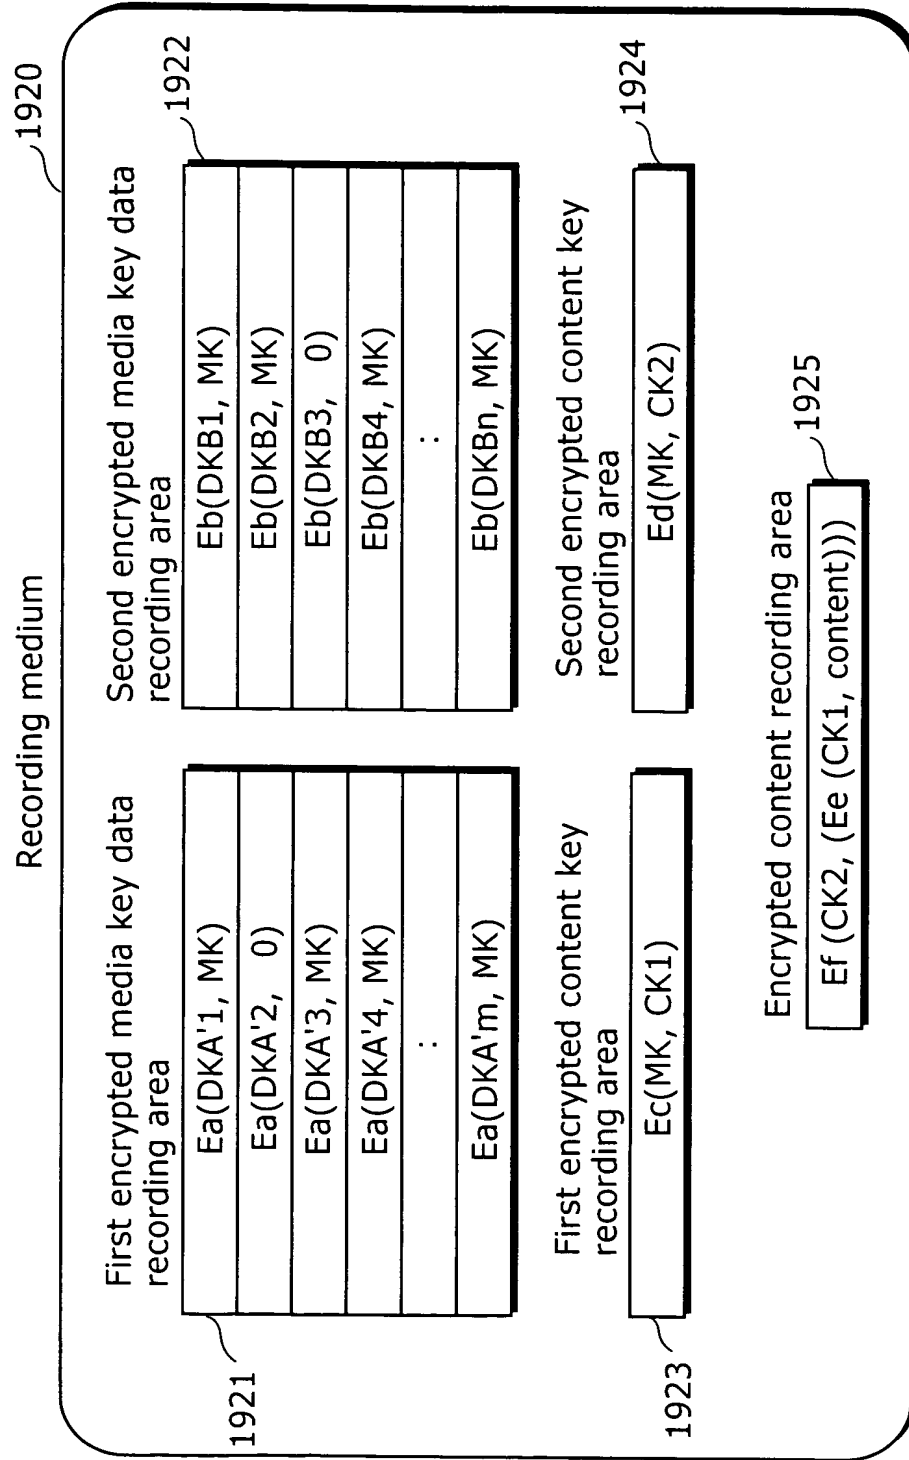 Recording medium
1920
First encrypted media key data
recording area
1921
Ea(DKA'1, MK)
Ea(DKA'2, 0)
Ea(DKA'3, MK)
Ea(DKA'4, MK)
:
Ea(DKA'm, MK)
Second encrypted media key data
recording area
1922
Eb(DKB1, MK)
Eb(DKB2, MK)
Eb(DKB3, 0)
Eb(DKB4, MK)
:
Eb(DKBn, MK)
First encrypted content key
recording area
1923
Ec(MK, CK1)
Second encrypted content key
recording area
1924
Ed(MK, CK2)
Encrypted content recording area
1925
Ef (CK2, (Ee (CK1, content)))